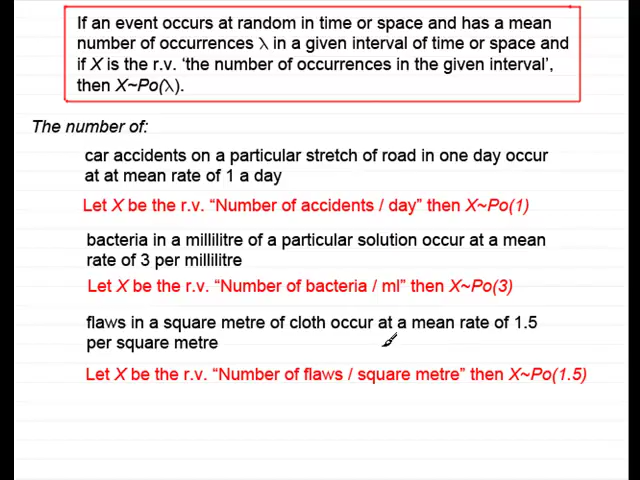 If an event occurs at random in time or space and has a mean
number of occurrences λ in a given interval of time or space and
if X is the r.v. ‘the number of occurrences in the given interval’,
then X~Po(λ).
The number of:
car accidents on a particular stretch of road in one day occur
at at mean rate of 1 a day
Let X be the r.v. “Number of accidents / day” then X~Po(1)
bacteria in a millilitre of a particular solution occur at a mean
rate of 3 per millilitre
Let X be the r.v. “Number of bacteria / ml” then X~Po(3)
flaws in a square metre of cloth occur at a mean rate of 1.5
per square metre
Let X be the r.v. “Number of flaws / square metre” then X~Po(1.5)